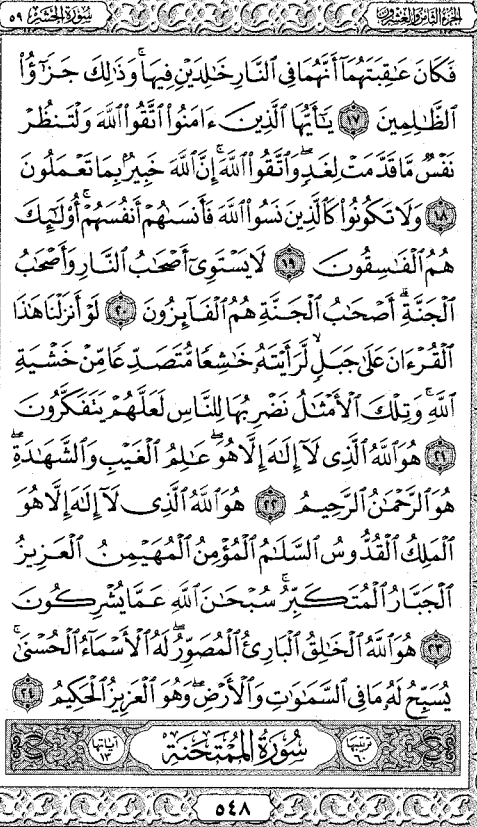 الجزء الثامن والعشرون سورة الحشر ٥٩
فَكَانَ عَٰقِبَتَهُمَآ أَنَّهُمَا فِى ٱلنَّارِ خَٰلِدَيْنِ فِيهَا ۚ وَذَٰلِكَ جَزَٰٓؤُا۟
ٱلظَّٰلِمِينَ ١٧ يَٰٓأَيُّهَا ٱلَّذِينَ ءَامَنُوا۟ ٱتَّقُوا۟ ٱللَّهَ وَلْتَنظُرْ
نَفْسٌ مَّا قَدَّمَتْ لِغَدٍ ۖ وَٱتَّقُوا۟ ٱللَّهَ ۚ إِنَّ ٱللَّهَ خَبِيرٌۢ بِمَا تَعْمَلُونَ
١٨ وَلَا تَكُونُوا۟ كَٱلَّذِينَ نَسُوا۟ ٱللَّهَ فَأَنسَىٰهُمْ أَنفُسَهُمْ ۚ أُو۟لَٰٓئِكَ
هُمُ ٱلْفَٰسِقُونَ ١٩ لَا يَسْتَوِىٓ أَصْحَٰبُ ٱلنَّارِ وَأَصْحَٰبُ
ٱلْجَنَّةِ ۚ أَصْحَٰبُ ٱلْجَنَّةِ هُمُ ٱلْفَآئِزُونَ ٢٠ لَوْ أَنزَلْنَا هَٰذَا
ٱلْقُرْءَانَ عَلَىٰ جَبَلٍ لَّرَأَيْتَهُۥ خَٰشِعًا مُّتَصَدِّعًا مِّنْ خَشْيَةِ
ٱللَّهِ ۚ وَتِلْكَ ٱلْأَمْثَٰلُ نَضْرِبُهَا لِلنَّاسِ لَعَلَّهُمْ يَتَفَكَّرُونَ
٢١ هُوَ ٱللَّهُ ٱلَّذِى لَآ إِلَٰهَ إِلَّا هُوَ ۖ عَٰلِمُ ٱلْغَيْبِ وَٱلشَّهَٰدَةِ ۖ
هُوَ ٱلرَّحْمَٰنُ ٱلرَّحِيمُ ٢٢ هُوَ ٱللَّهُ ٱلَّذِى لَآ إِلَٰهَ إِلَّا هُوَ
ٱلْمَلِكُ ٱلْقُدُّوسُ ٱلسَّلَٰمُ ٱلْمُؤْمِنُ ٱلْمُهَيْمِنُ ٱلْعَزِيزُ
ٱلْجَبَّارُ ٱلْمُتَكَبِّرُ ۚ سُبْحَٰنَ ٱللَّهِ عَمَّا يُشْرِكُونَ
٢٣ هُوَ ٱللَّهُ ٱلْخَٰلِقُ ٱلْبَارِئُ ٱلْمُصَوِّرُ ۖ لَهُ ٱلْأَسْمَآءُ ٱلْحُسْنَىٰ ۚ
يُسَبِّحُ لَهُۥ مَا فِى ٱلسَّمَٰوَٰتِ وَٱلْأَرْضِ ۖ وَهُوَ ٱلْعَزِيزُ ٱلْحَكِيمُ ٢٤
ترتيبها ٦٠ سُورَةُ المُمْتَحَنَةِ آياتها ١٣
٥٤٨